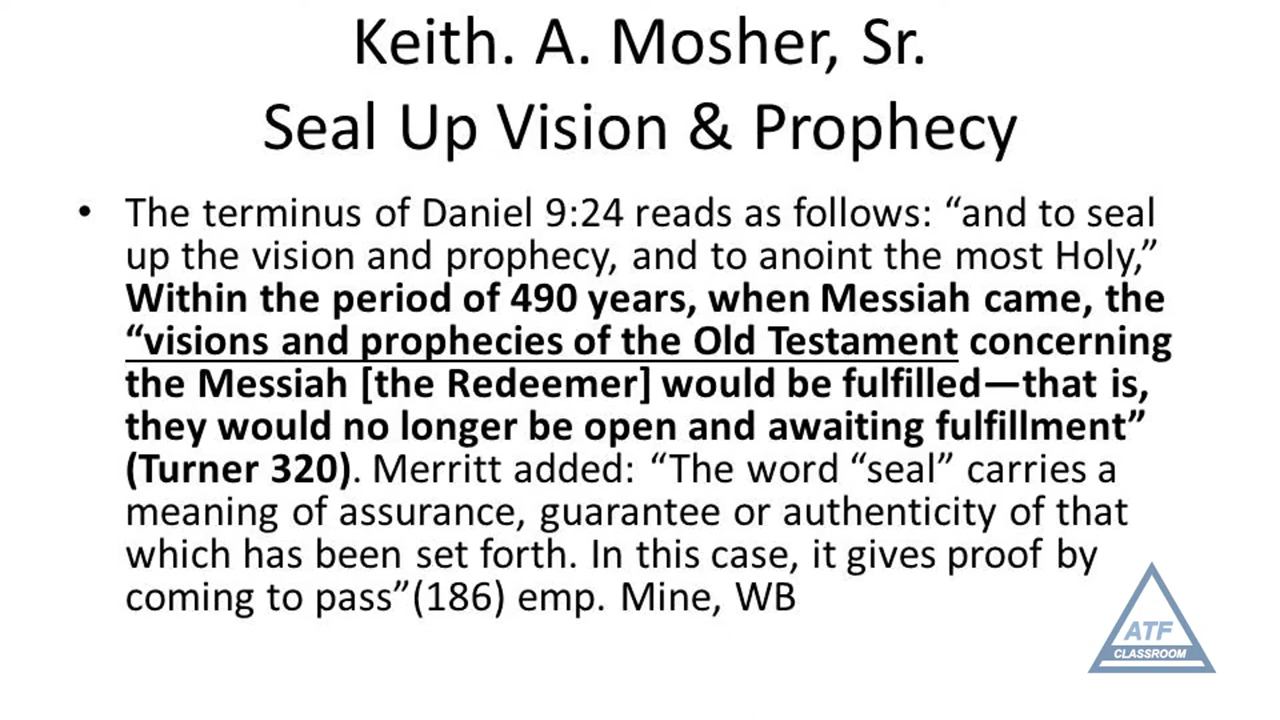 Keith. A. Mosher, Sr.
Seal Up Vision & Prophecy
• The terminus of Daniel 9:24 reads as follows: “and to seal
up the vision and prophecy, and to anoint the most Holy,”
Within the period of 490 years, when Messiah came, the
“visions and prophecies of the Old Testament concerning
the Messiah [the Redeemer] would be fulfilled—that is,
they would no longer be open and awaiting fulfillment”
(Turner 320). Merritt added: “The word “seal” carries a
meaning of assurance, guarantee or authenticity of that
which has been set forth. In this case, it gives proof by
coming to pass”(186) emp. Mine, WB
ATF
CLASSROOM